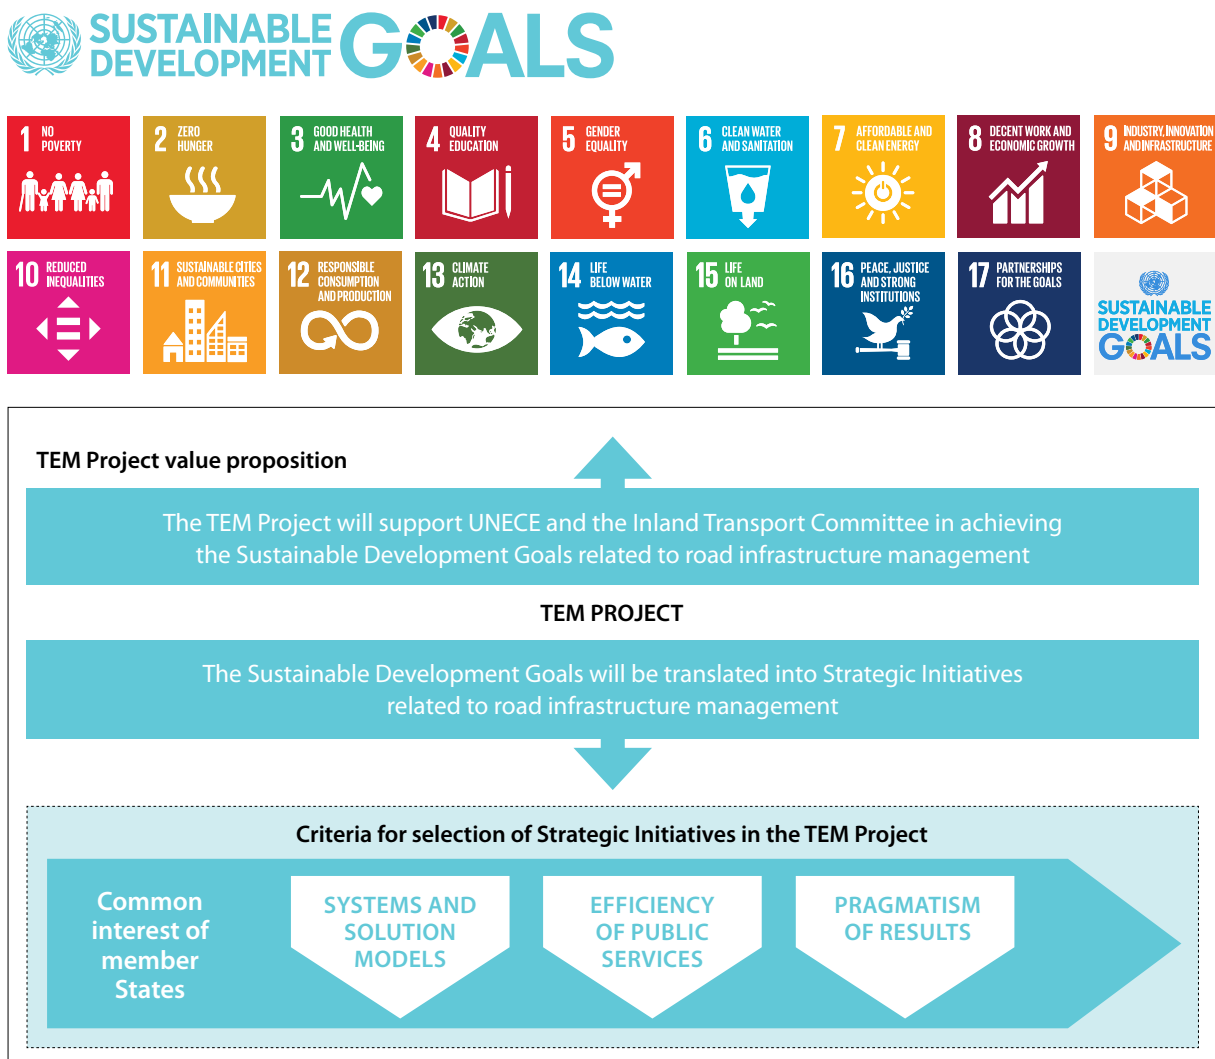 SUSTAINABLE
DEVELOPMENT
GOALS
1 NO
POVERTY
2 ZERO
HUNGER
3 GOOD HEALTH
AND WELL-BEING
4 QUALITY
EDUCATION
5 GENDER
EQUALITY
6 CLEAN WATER
AND SANITATION
7 AFFORDABLE AND
CLEAN ENERGY
8 DECENT WORK AND
ECONOMIC GROWTH
9 INDUSTRY, INNOVATION
AND INFRASTRUCTURE
10 REDUCED
INEQUALITIES
11 SUSTAINABLE CITIES
AND COMMUNITIES
12 RESPONSIBLE
CONSUMPTION
AND PRODUCTION
13 CLIMATE
ACTION
14 LIFE
BELOW WATER
15 LIFE
ON LAND
16 PEACE, JUSTICE
AND STRONG
INSTITUTIONS
17 PARTNERSHIPS
FOR THE GOALS
SUSTAINABLE
DEVELOPMENT
GOALS
TEM Project value proposition
The TEM Project will support UNECE and the Inland Transport Committee in achieving
the Sustainable Development Goals related to road infrastructure management
TEM PROJECT
The Sustainable Development Goals will be translated into Strategic Initiatives
related to road infrastructure management
Criteria for selection of Strategic Initiatives in the TEM Project
Common
interest of
member
States
SYSTEMS AND
SOLUTION
MODELS
EFFICIENCY
OF PUBLIC
SERVICES
PRAGMATISM
OF RESULTS